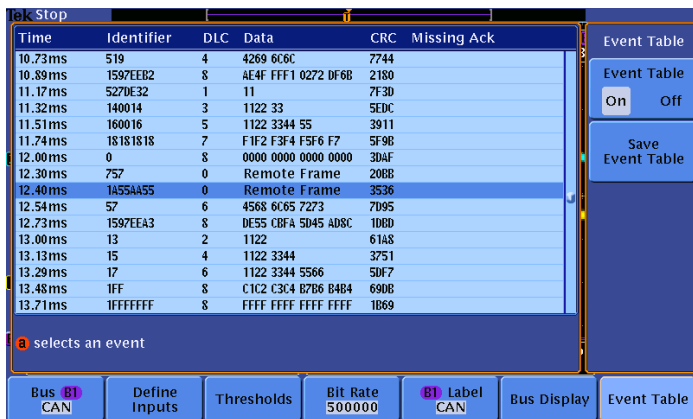 Tek Stop
Time Identifier DLC Data CRC Missing Ack
10.73ms 519 4 4269 6C6C 7744
10.89ms 1597EEB2 8 AE4F FFF1 0272 DF6B 2180
11.17ms 527DE32 1 11 7F3D
11.32ms 140014 3 1122 33 5EDC
11.51ms 160016 5 1122 3344 55 3911
11.74ms 18181818 7 F1F2 F3F4 F5F6 F7 5F9B
12.00ms 0 8 0000 0000 0000 0000 3DAF
12.30ms 757 0 Remote Frame 20BB
12.40ms 1A55AA55 0 Remote Frame 3536
12.54ms 57 6 4568 6C65 7273 7D95
12.73ms 1597EEA3 8 DE55 CBFA 5D45 AD8C 1DBD
13.00ms 13 2 1122 61A8
13.13ms 15 4 1122 3344 3751
13.29ms 17 6 1122 3344 5566 5DF7
13.48ms 1FF 8 C1C2 C3C4 B7B6 B4B4 69DB
13.71ms 1FFFFFFF 8 FFFF FFFF FFFF FFFF 1B69
a selects an event
Event Table
Event Table
On Off
Save
Event Table
Bus B1
CAN
Define
Inputs
Thresholds
Bit Rate
500000
B1 Label
CAN
Bus Display
Event Table